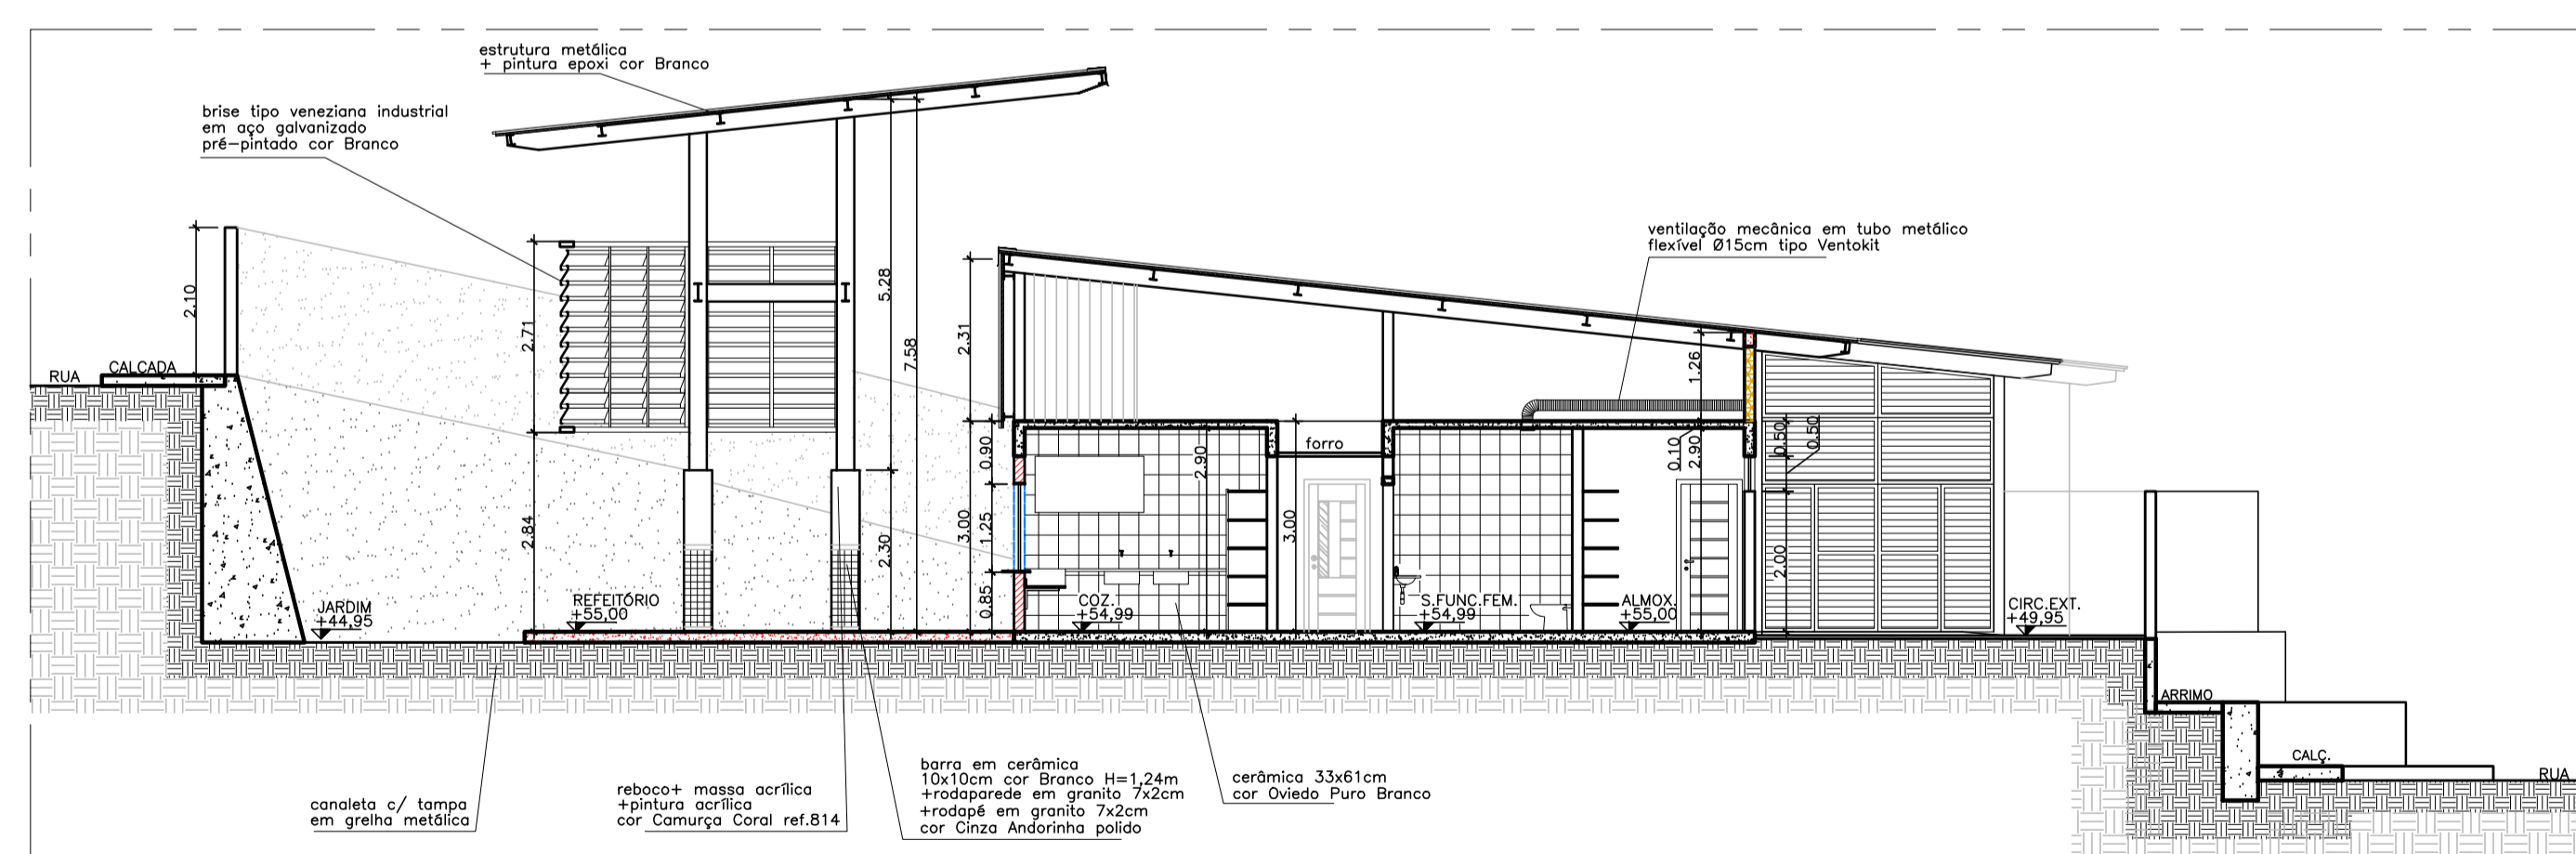 estrutura metálica
+ pintura epoxi cor Branco
brise tipo veneziana industrial
em aço galvanizado
pré-pintado cor Branco
ventilação mecânica em tubo metálico
flexível Ø15cm tipo Ventokit
2.10
2.71
2.84
5.28
7.58
2.30
2.31
3.00
0.90
1.25
0.85
2.90
3.00
1.26
0.10
2.90
0.50
0.50
2.00
RUA
CALÇADA
forro
JARDIM
+44,95
REFEITÓRIO
+55,00
COZ.
+54,99
S.FUNC.FEM.
+54,99
ALMOX.
+55,00
CIRC.EXT.
+49,95
ARRIMO
CALÇ.
RUA
canaleta c/ tampa
em grelha metálica
reboco+ massa acrílica
+pintura acrílica
cor Camurça Coral ref.814
barra em cerâmica
10x10cm cor Branco H=1,24m
+rodaparede em granito 7x2cm
+rodapé em granito 7x2cm
cor Cinza Andorinha polido
cerâmica 33x61cm
cor Oviedo Puro Branco